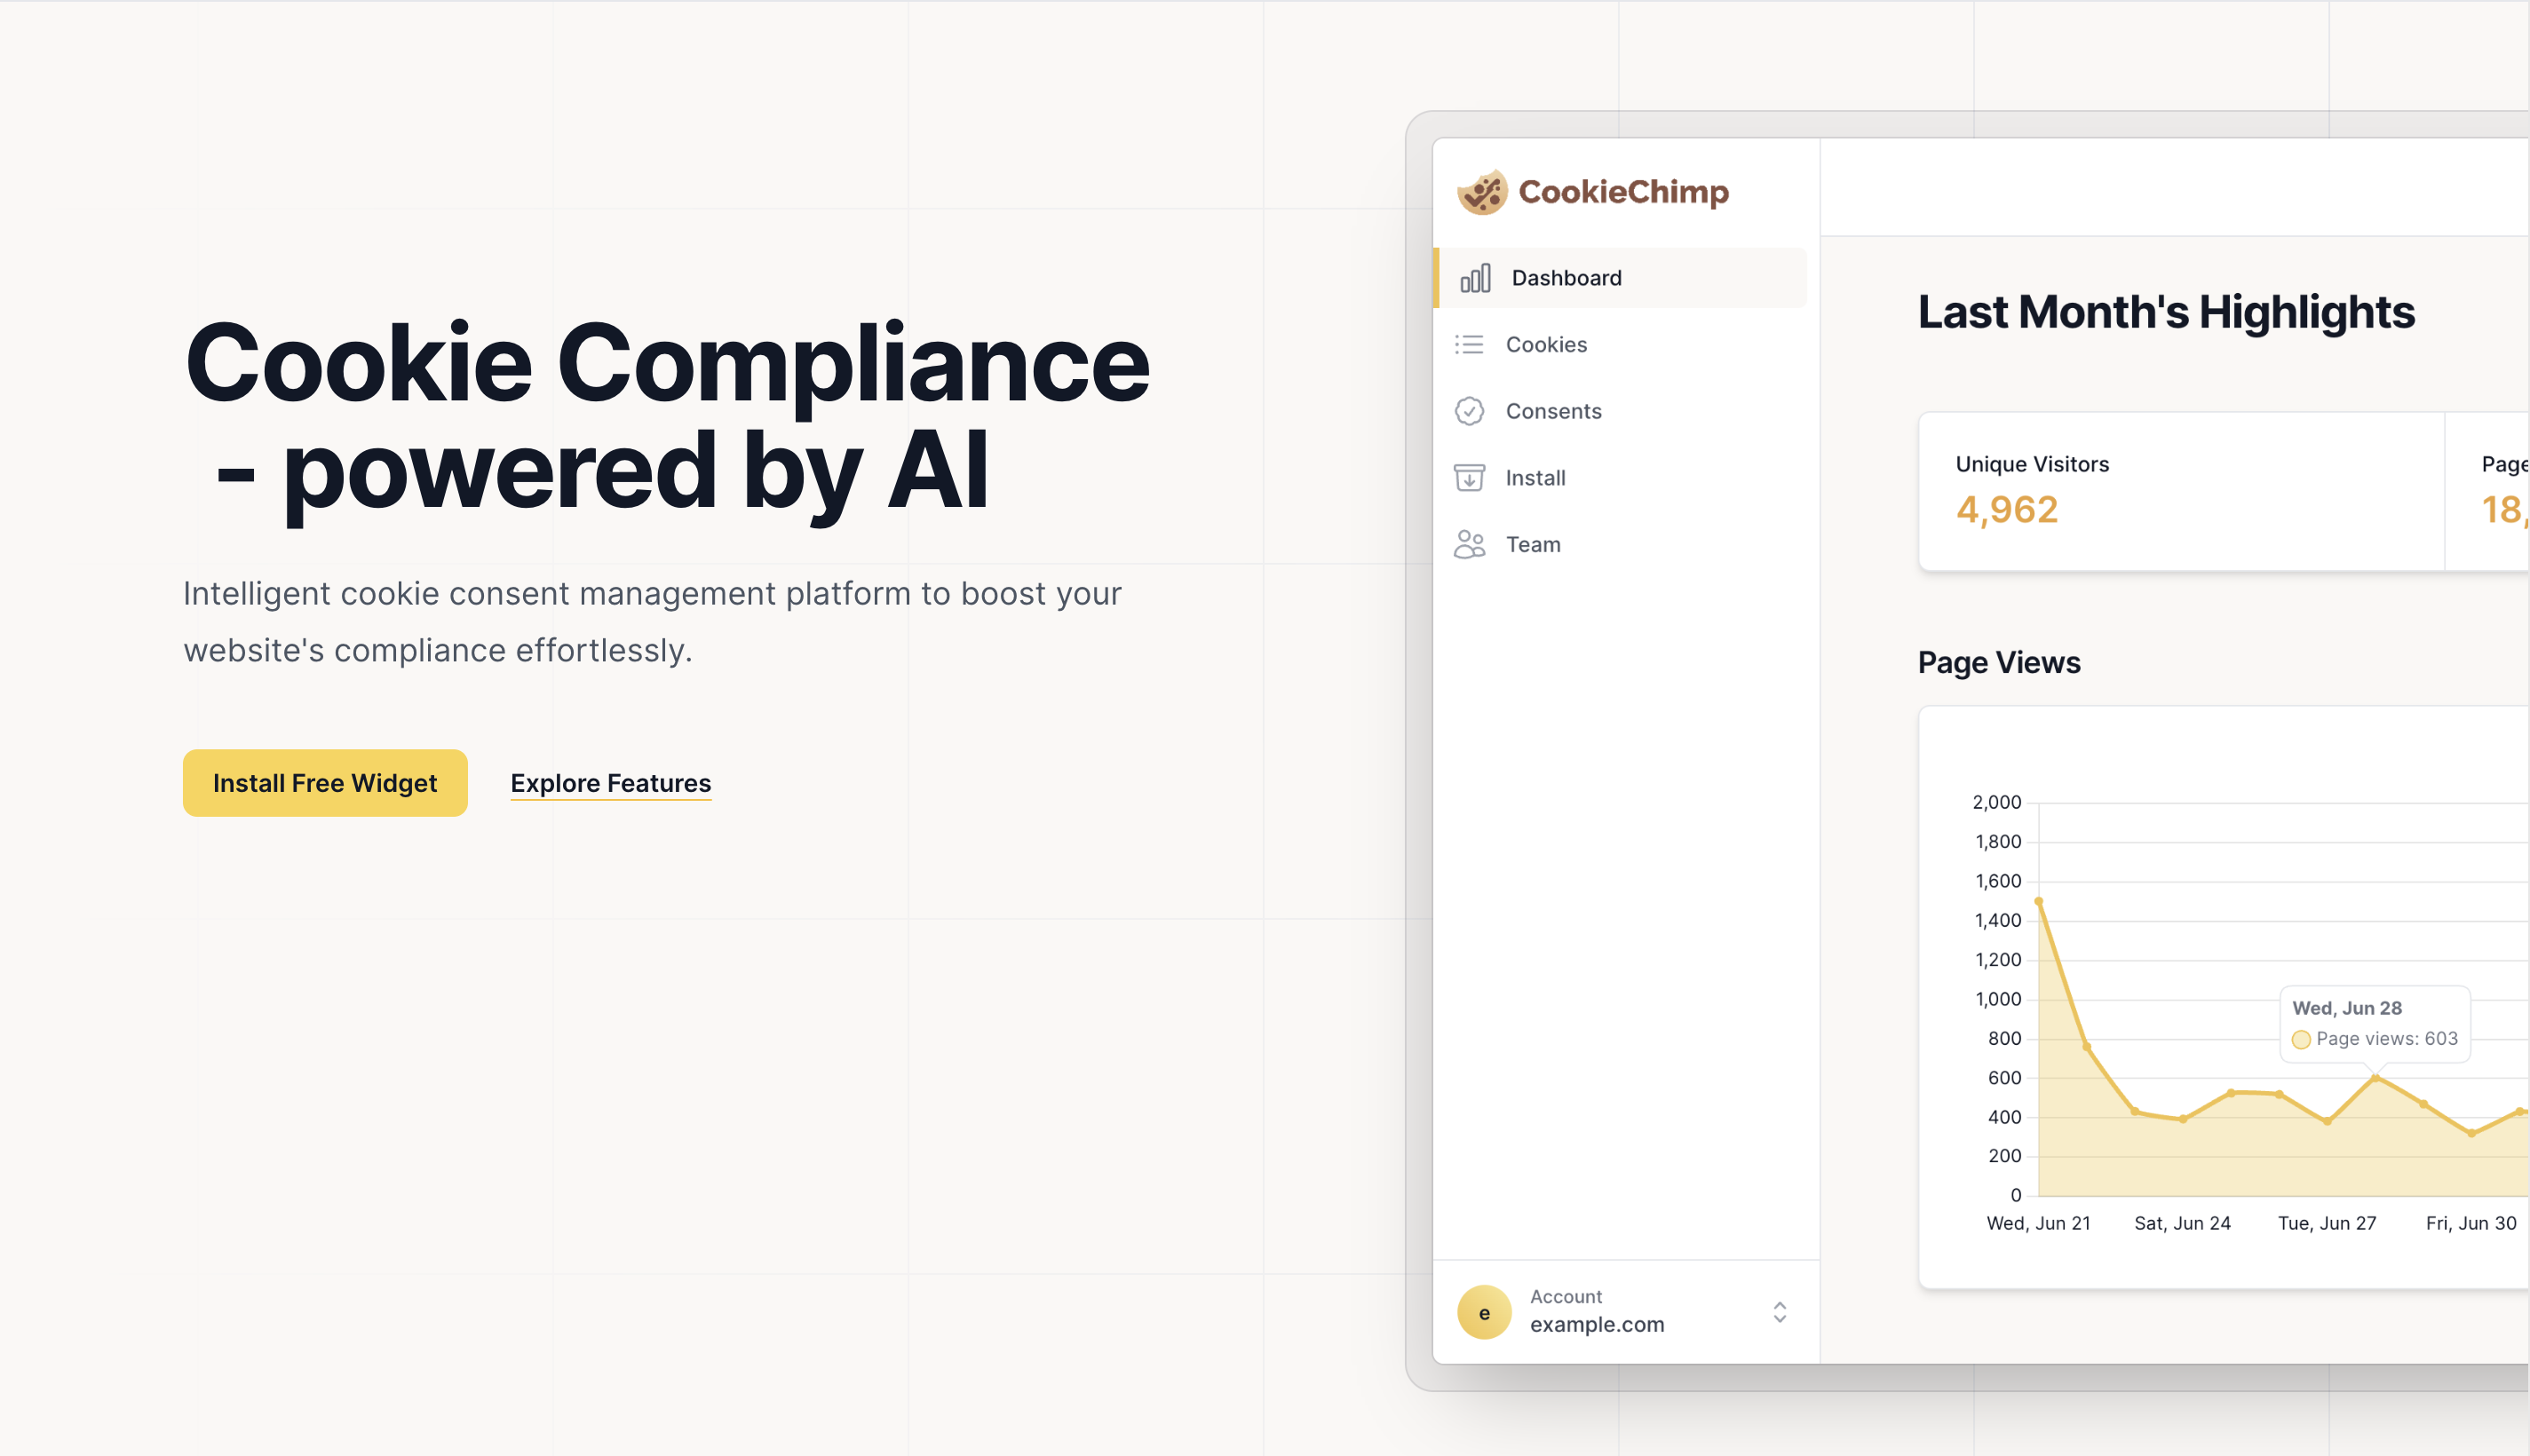 Cookie Compliance
- powered by AI
Intelligent cookie consent management platform to boost your
website's compliance effortlessly.
Install Free Widget
Explore Features
CookieChimp
Dashboard
Cookies
Consents
Install
Team
e
Account
example.com
Last Month's Highlights
Unique Visitors
4,962
Page
18,
Page Views
2,000
1,800
1,600
1,400
1,200
1,000
800
600
400
200
0
Wed, Jun 28
Page views: 603
Wed, Jun 21
Sat, Jun 24
Tue, Jun 27
Fri, Jun 30